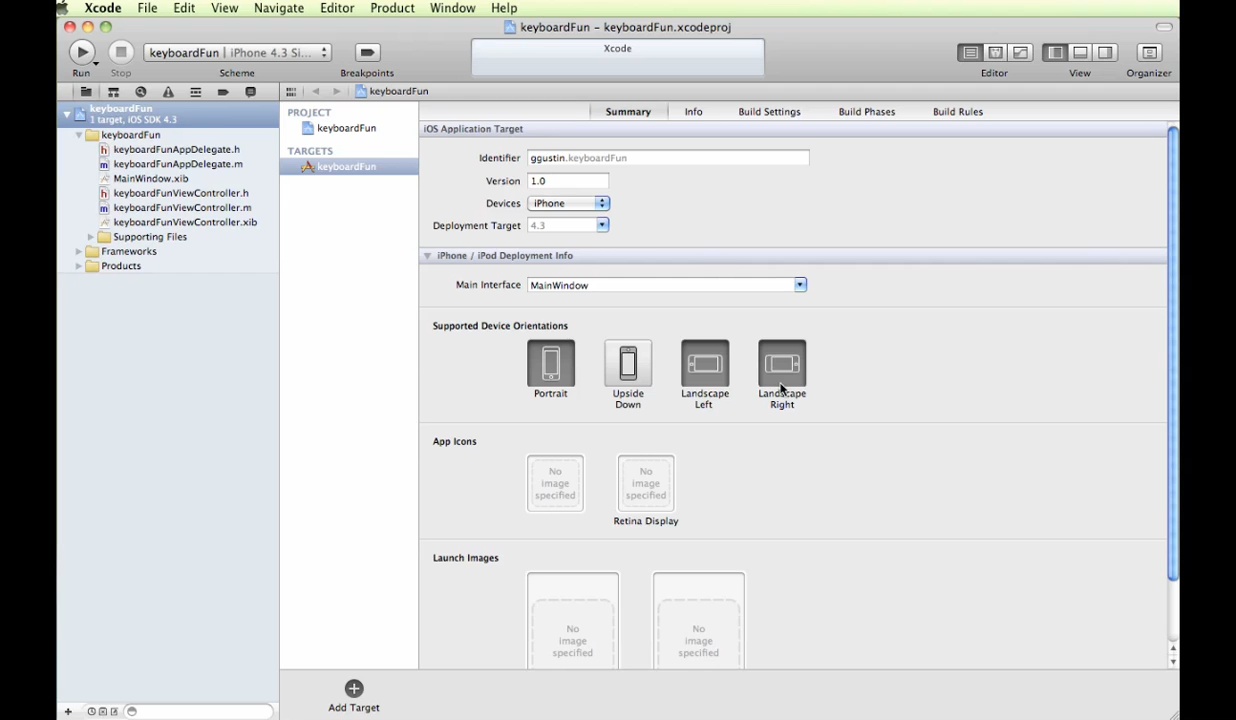 Xcode File Edit View Navigate Editor Product Window Help
keyboardFun – keyboardFun.xcodeproj
keyboardFun | iPhone 4.3 Si...
Xcode
Run Stop Scheme Breakpoints Editor View Organizer
keyboardFun
keyboardFun
1 target, iOS SDK 4.3
keyboardFun
keyboardFunAppDelegate.h
keyboardFunAppDelegate.m
MainWindow.xib
keyboardFunViewController.h
keyboardFunViewController.m
keyboardFunViewController.xib
Supporting Files
Frameworks
Products
PROJECT
keyboardFun
TARGETS
keyboardFun
Summary Info Build Settings Build Phases Build Rules
iOS Application Target
Identifier ggustin.keyboardFun
Version 1.0
Devices iPhone
Deployment Target 4.3
iPhone / iPod Deployment Info
Main Interface MainWindow
Supported Device Orientations
Portrait
Upside
Down
Landscape
Left
Landscape
Right
App Icons
No
image
specified
No
image
specified
Retina Display
Launch Images
No
image
specified
No
image
specified
Add Target